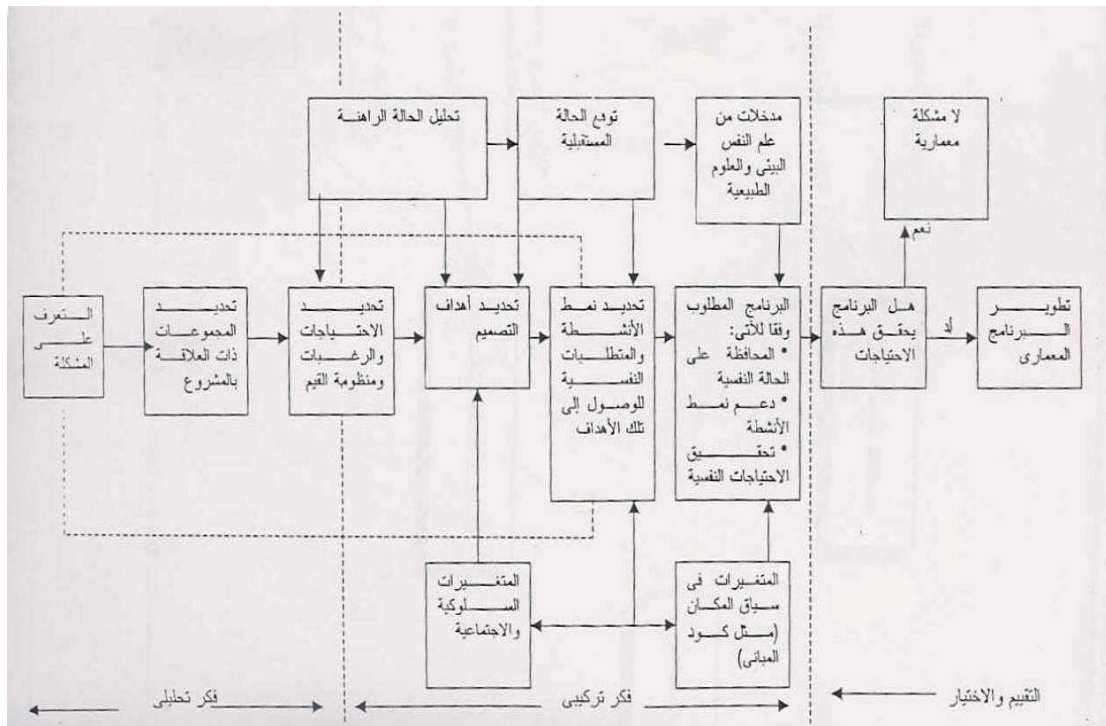 تحليل الحالة الراهنة
توقع الحالة
المستقبلية
مدخلات من
علم النفس
البيئى والعلوم
الطبيعية
لا مشكلة
معمارية
نعم
التعرف
على
المشكلة
تحديد
المجموعات
ذات العلاقة
بالمشروع
تحديد
الاحتياجات
والرغبات
ومنظومة القيم
تحديد أهداف
التصميم
تحديد نمط
الأنشطة
والمتطلبات
النفسية
للوصول إلى
تلك الأهداف
البرنامج المطلوب
وفقا للآتى:
• المحافظة على
الحالة النفسية
• دعم نمط
الأنشطة
• تحقيق
الاحتياجات النفسية
هل البرنامج
يحقق هذه
الاحتياجات
لا
تطوير
البرنامج
المعمارى
المتغيرات
السلوكية
والاجتماعية
المتغيرات فى
سياق المكان
(مثل كود
المبانى)
فكر تحليلى
فكر تركيبى
التقييم والاختيار